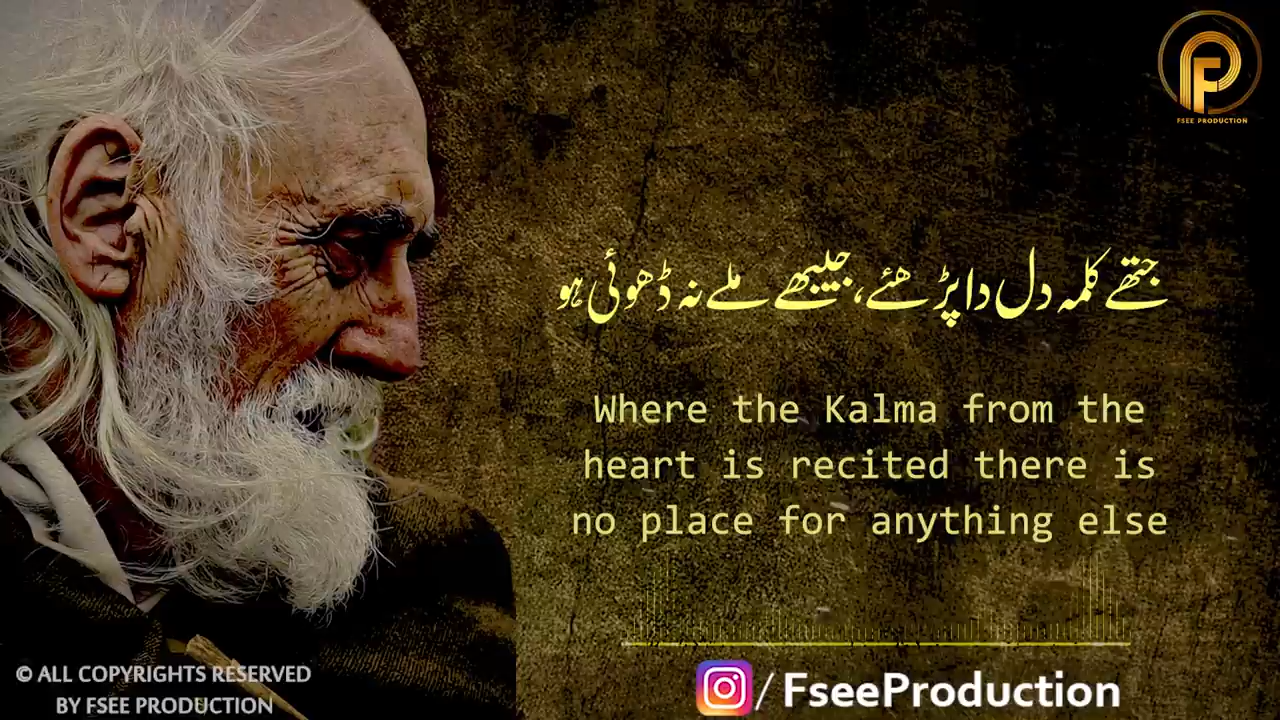 FSEE PRODUCTION
جتھے کلمہ دل دا پڑھئے، جیبھے ملے نہ ڈھوئی ہو
Where the Kalma from the
heart is recited there is
no place for anything else
© ALL COPYRIGHTS RESERVED
BY FSEE PRODUCTION
/ FseeProduction